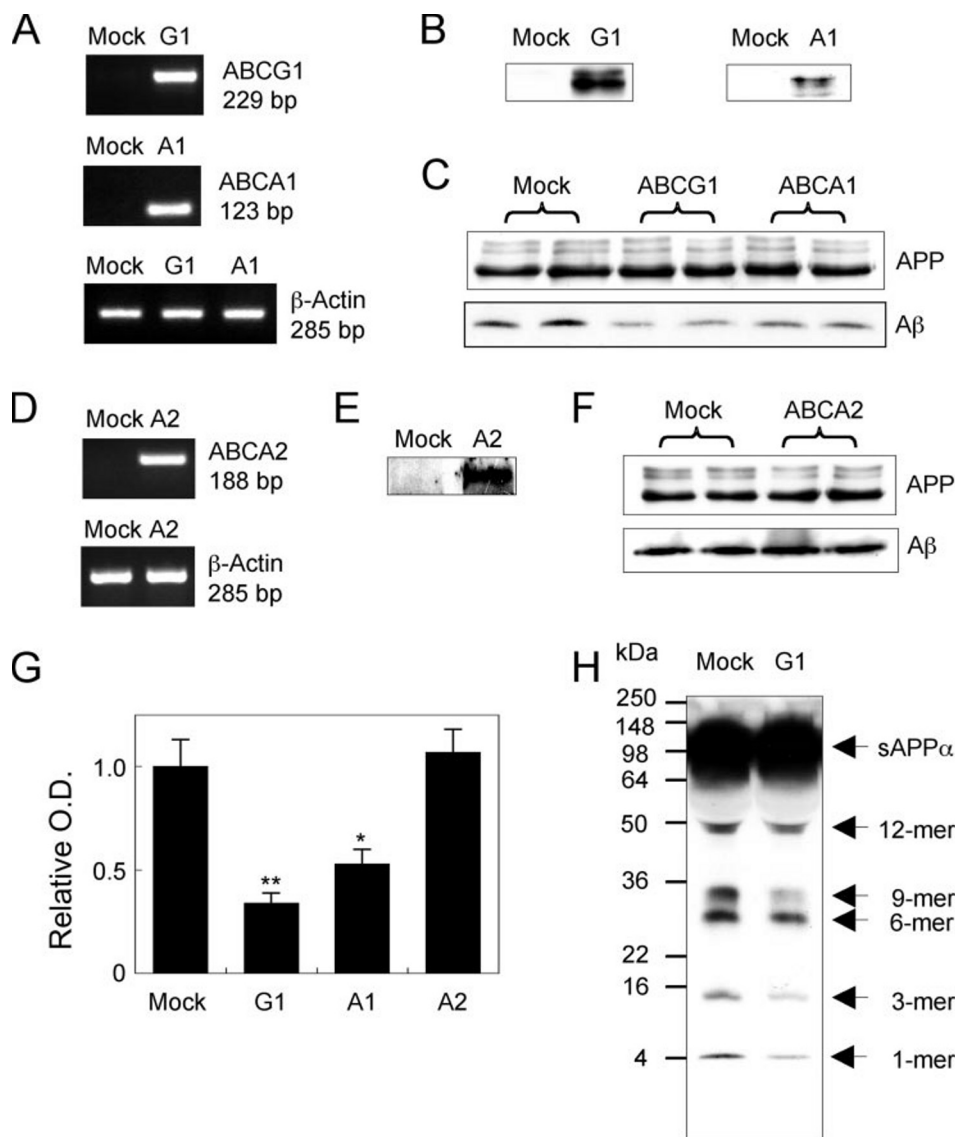 A
Mock G1
ABCG1
229 bp
Mock A1
ABCA1
123 bp
Mock G1 A1
β-Actin
285 bp
B
Mock G1
Mock A1
C
Mock ABCG1 ABCA1
APP
Aβ
D
Mock A2
ABCA2
188 bp
Mock A2
β-Actin
285 bp
E
Mock A2
F
Mock ABCA2
APP
Aβ
G
Relative O.D.
1.0
0.5
0
**
*
Mock G1 A1 A2
H
kDa
Mock G1
250
148
98
64
50
36
22
16
4
sAPPα
12-mer
9-mer
6-mer
3-mer
1-mer